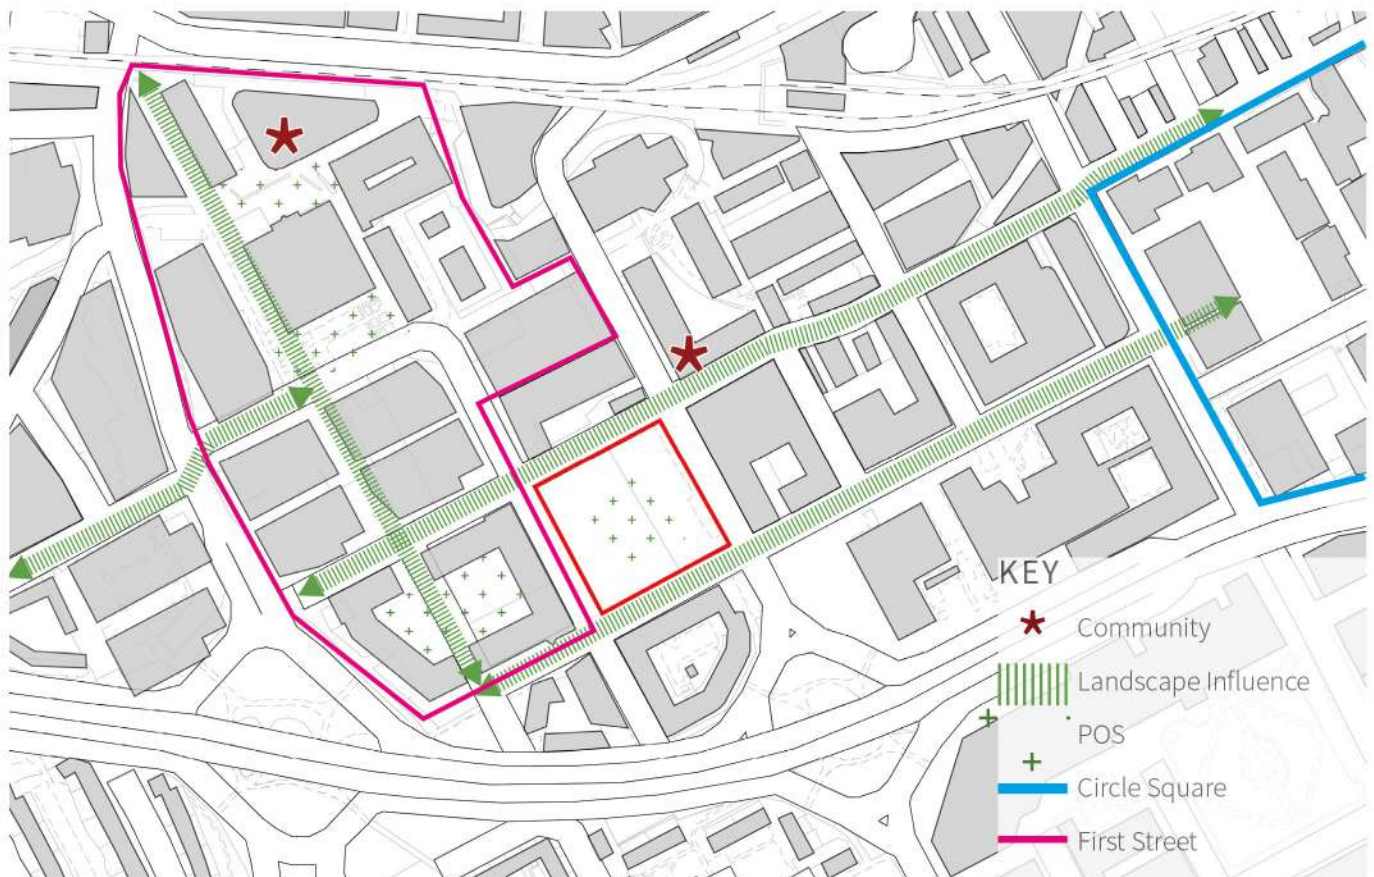 KEY
Community
Landscape Influence
POS
Circle Square
First Street